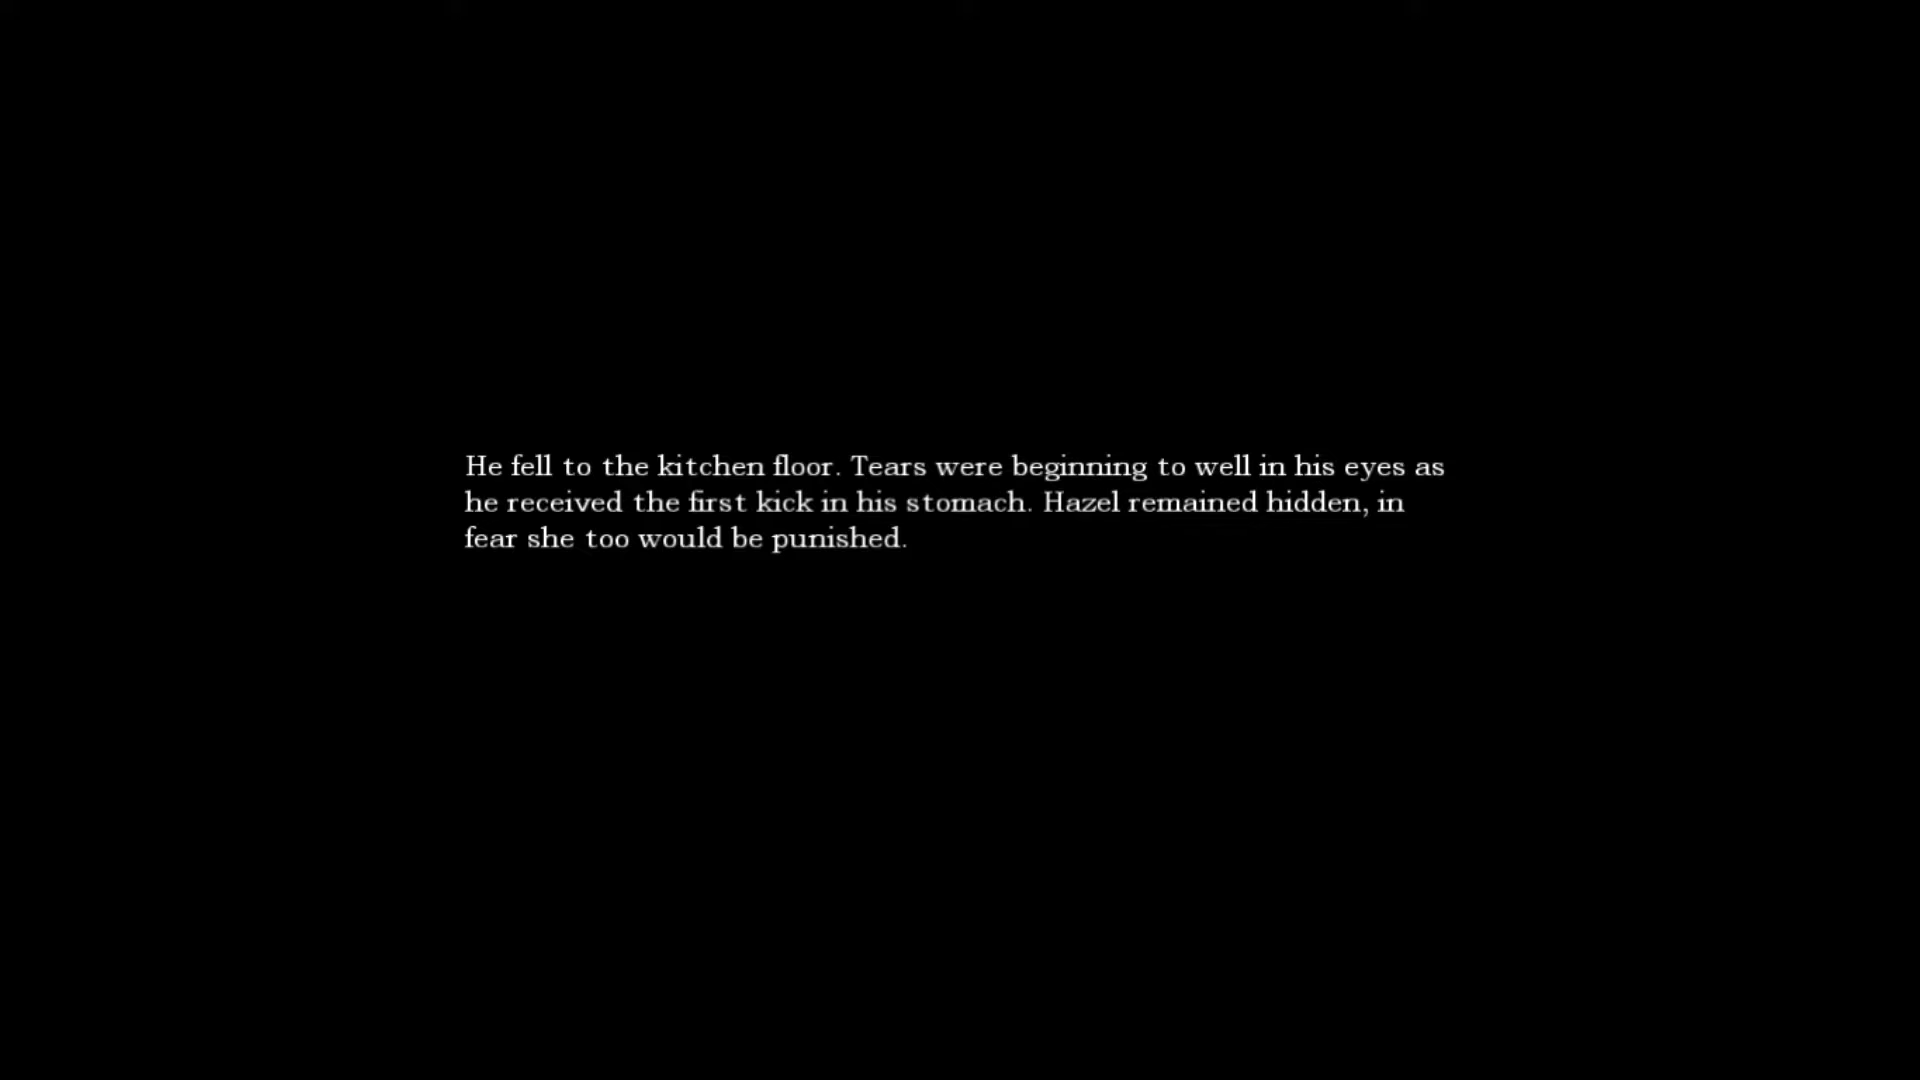 He fell to the kitchen floor. Tears were beginning to well in his eyes as
he received the first kick in his stomach. Hazel remained hidden, in
fear she too would be punished.